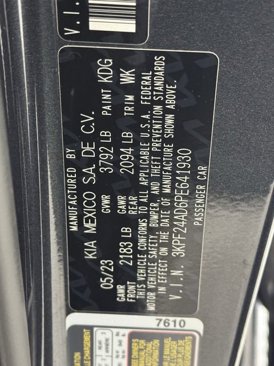 V.I.
MANUFACTURED BY
KIA MEXICO S.A. DE C.V.
05/23 GVWR 3792 LB PAINT KDG
GAWR FRONT 2183 LB GAWR REAR 2094 LB TRIM WK
THIS VEHICLE CONFORMS TO ALL APPLICABLE U.S.A. FEDERAL
MOTOR VEHICLE SAFETY, BUMPER, AND THEFT PREVENTION STANDARDS
IN EFFECT ON THE DATE OF MANUFACTURE SHOWN ABOVE.
V.I.N. 3KPF24AD6PE641930
PASSENGER CAR
7610